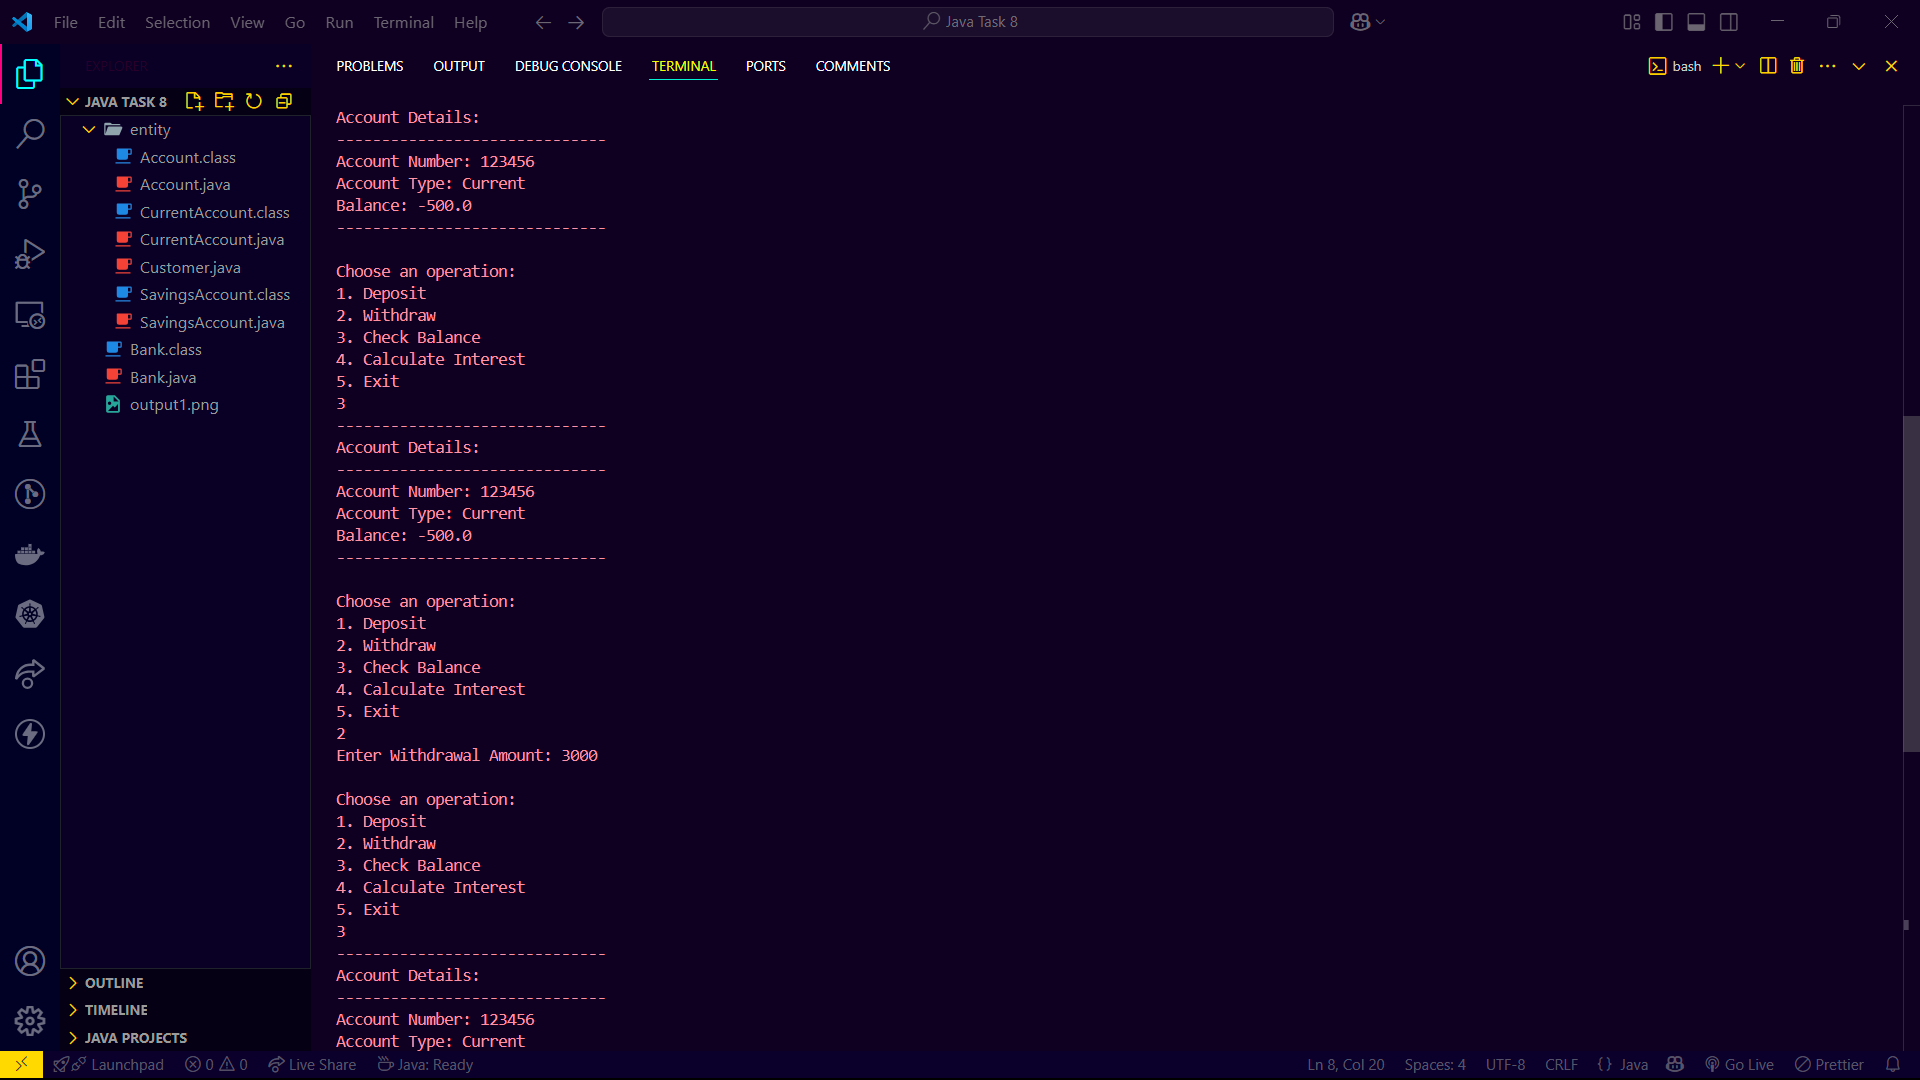 File Edit Selection View Go Run Terminal Help
Java Task 8
EXPLORER
JAVA TASK 8
entity
Account.class
Account.java
CurrentAccount.class
CurrentAccount.java
Customer.java
SavingsAccount.class
SavingsAccount.java
Bank.class
Bank.java
output1.png
OUTLINE
TIMELINE
JAVA PROJECTS
PROBLEMS OUTPUT DEBUG CONSOLE TERMINAL PORTS COMMENTS
bash
Account Details:
------------------------------
Account Number: 123456
Account Type: Current
Balance: -500.0
------------------------------
Choose an operation:
1. Deposit
2. Withdraw
3. Check Balance
4. Calculate Interest
5. Exit
3
------------------------------
Account Details:
------------------------------
Account Number: 123456
Account Type: Current
Balance: -500.0
------------------------------
Choose an operation:
1. Deposit
2. Withdraw
3. Check Balance
4. Calculate Interest
5. Exit
2
Enter Withdrawal Amount: 3000
Choose an operation:
1. Deposit
2. Withdraw
3. Check Balance
4. Calculate Interest
5. Exit
3
------------------------------
Account Details:
------------------------------
Account Number: 123456
Account Type: Current
Launchpad 0 0 Live Share Java: Ready Ln 8, Col 20 Spaces: 4 UTF-8 CRLF {} Java Go Live Prettier